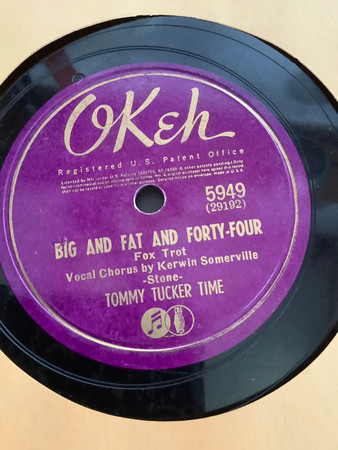 OKeh
Registered U.S. Patent Office
5949
(29192)
BIG AND FAT AND FORTY-FOUR
Fox Trot
Vocal Chorus by Kerwin Somerville
-Stone-
TOMMY TUCKER TIME